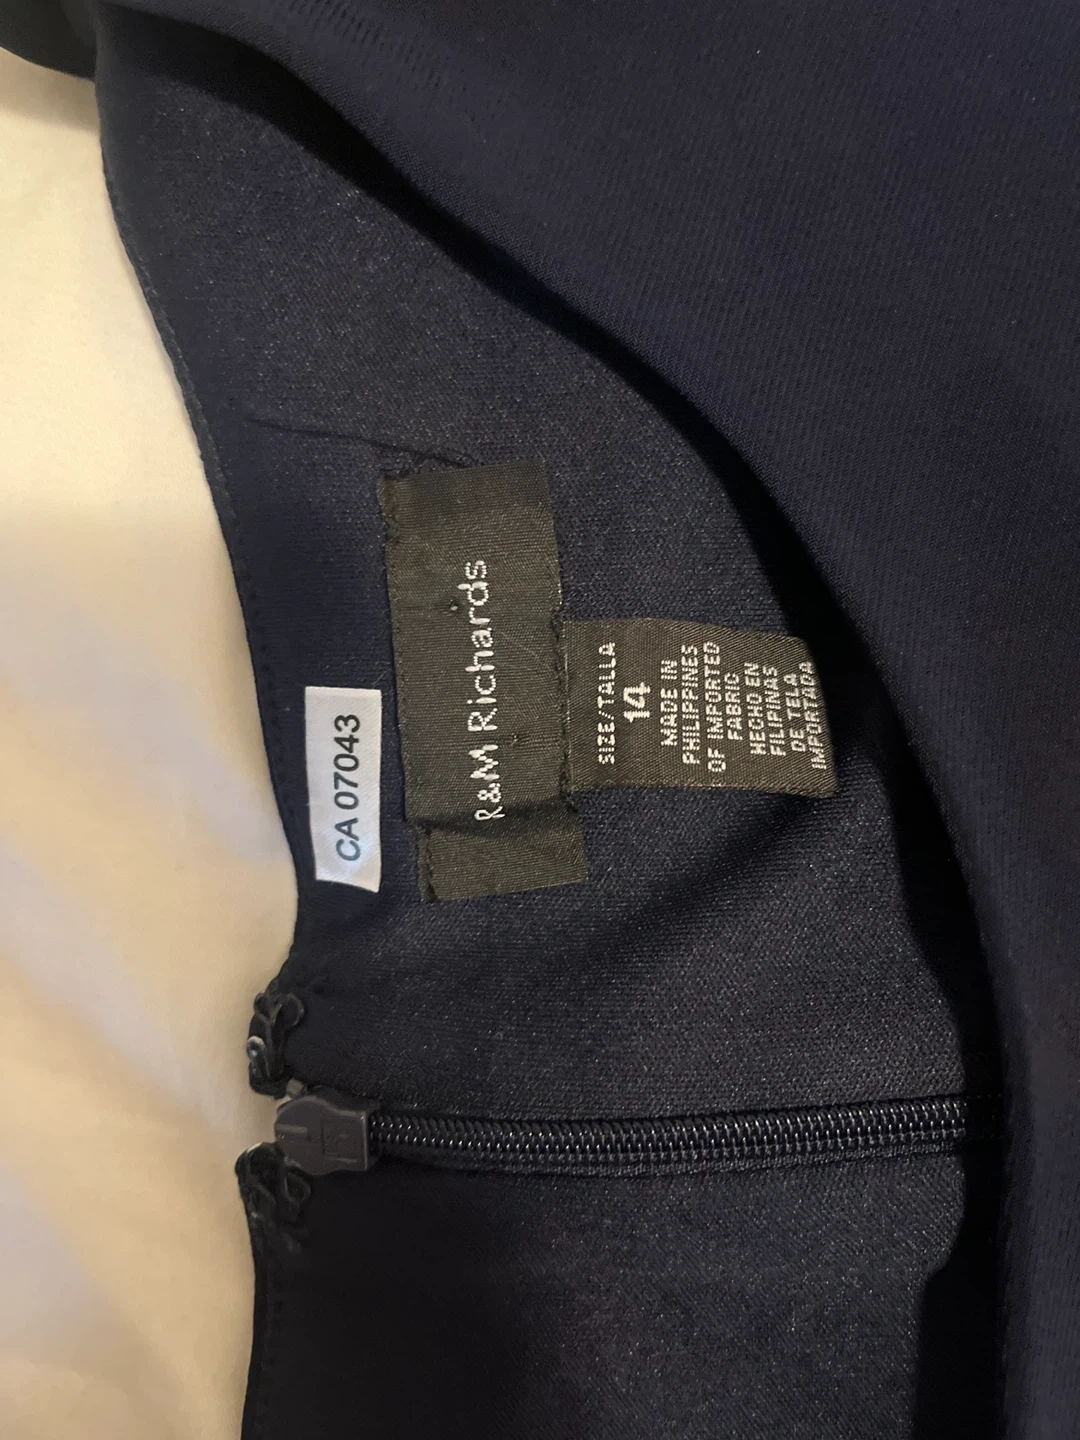 CA 07043
R&M Richards
SIZE/TALLA
14
MADE IN
PHILIPPINES
OF IMPORTED
FABRIC
HECHO EN
FILIPINAS
DE TELA
IMPORTADA